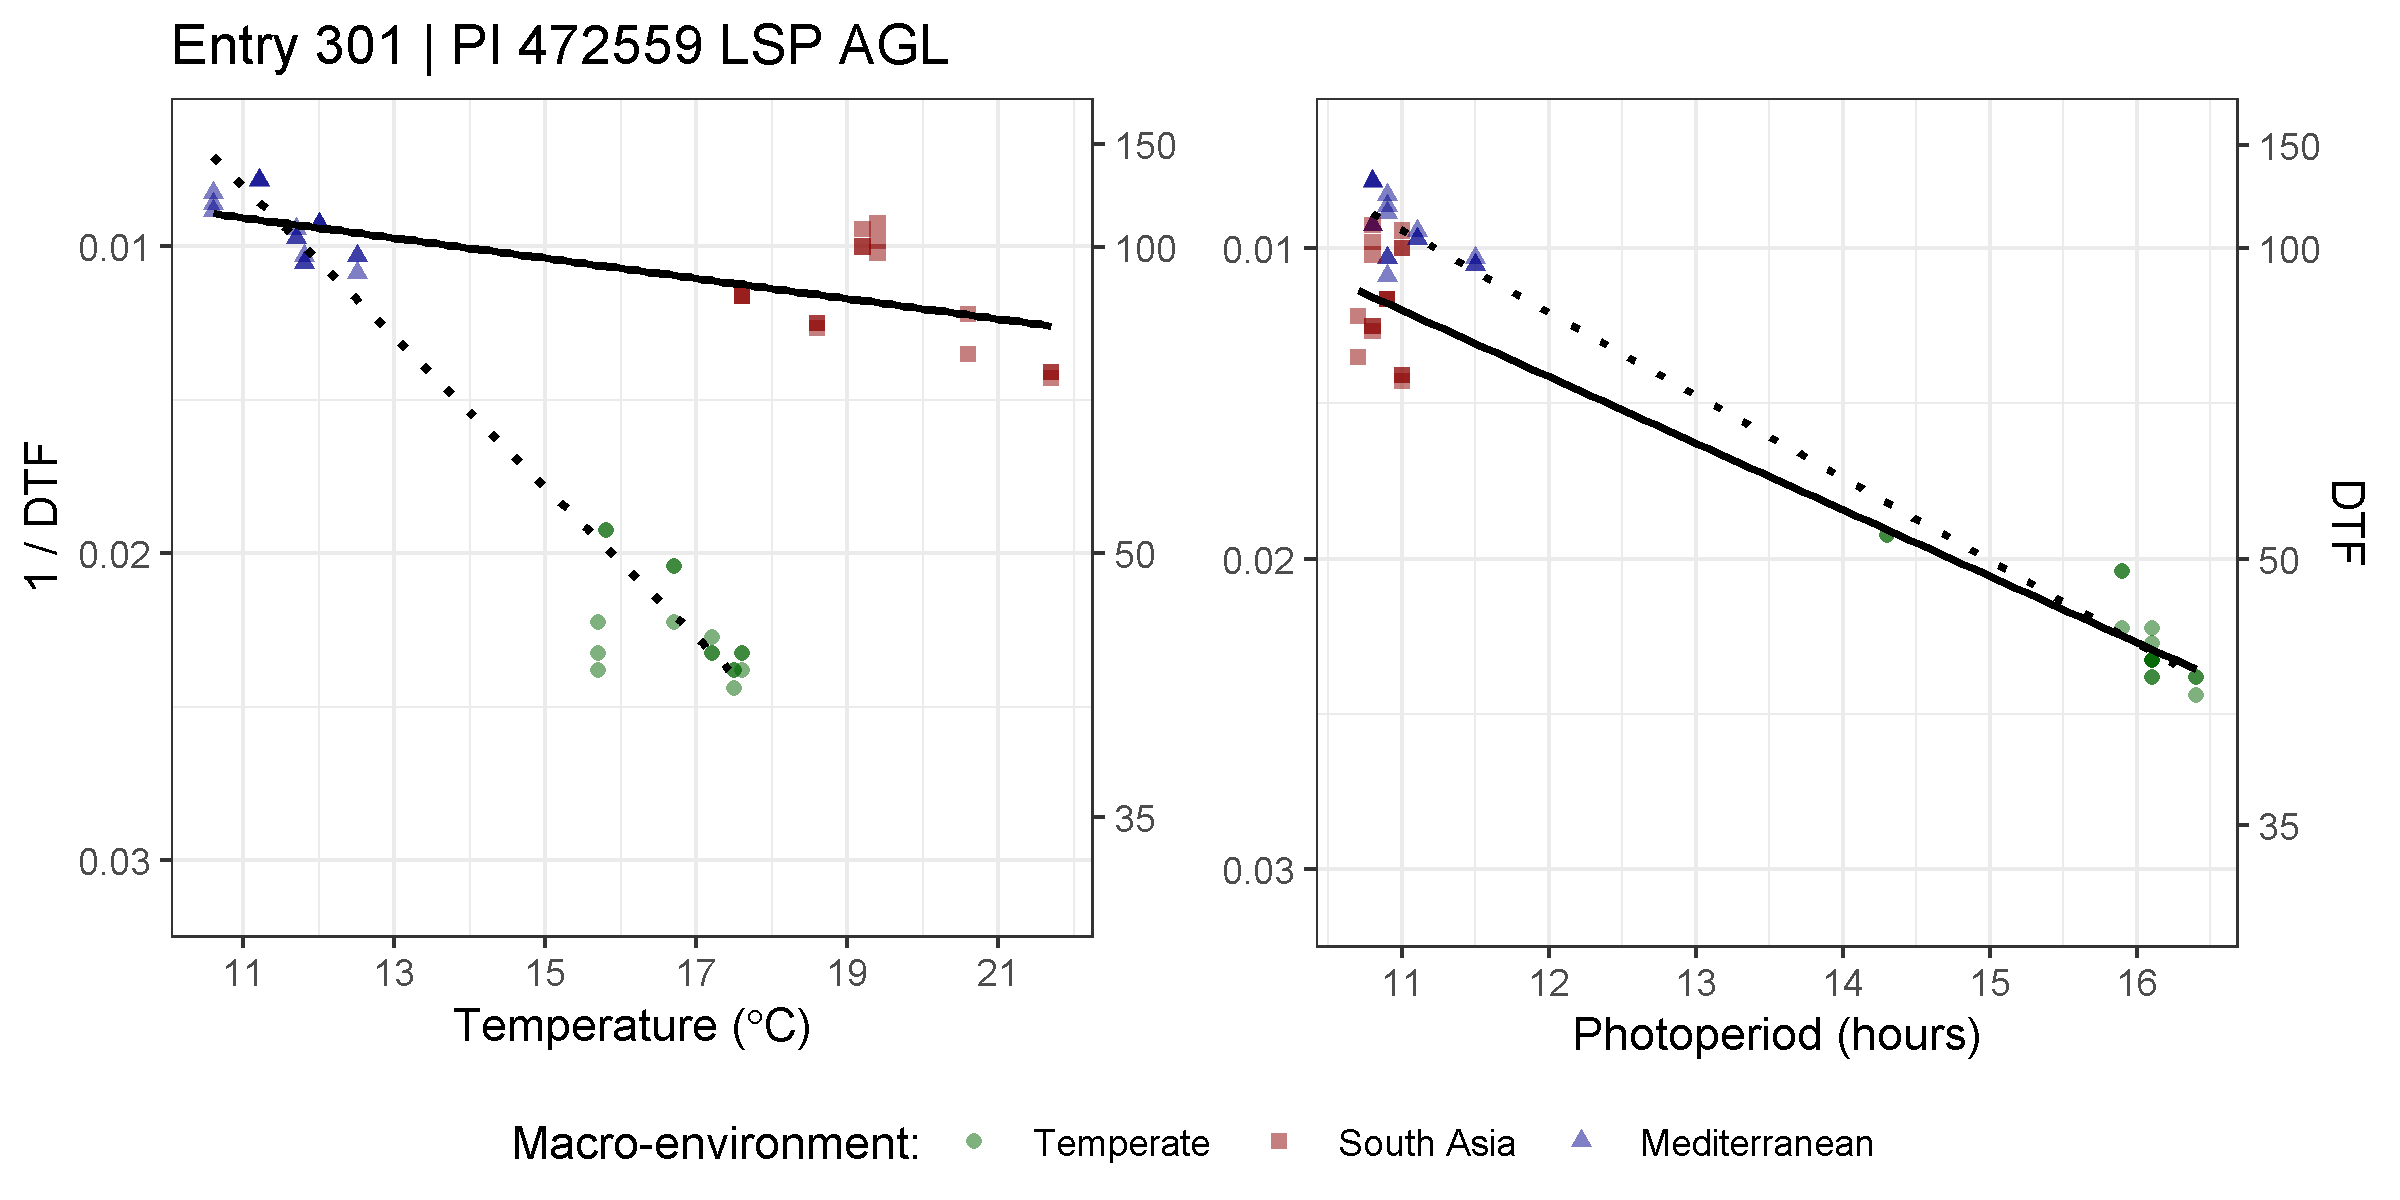 Entry 301 | PI 472559 LSP AGL
1 / DTF
0.01
0.02
0.03
150
100
50
35
11 13 15 17 19 21
Temperature (°C)
0.01
0.02
0.03
150
100
50
35
DTF
11 12 13 14 15 16
Photoperiod (hours)
Macro-environment: Temperate South Asia Mediterranean